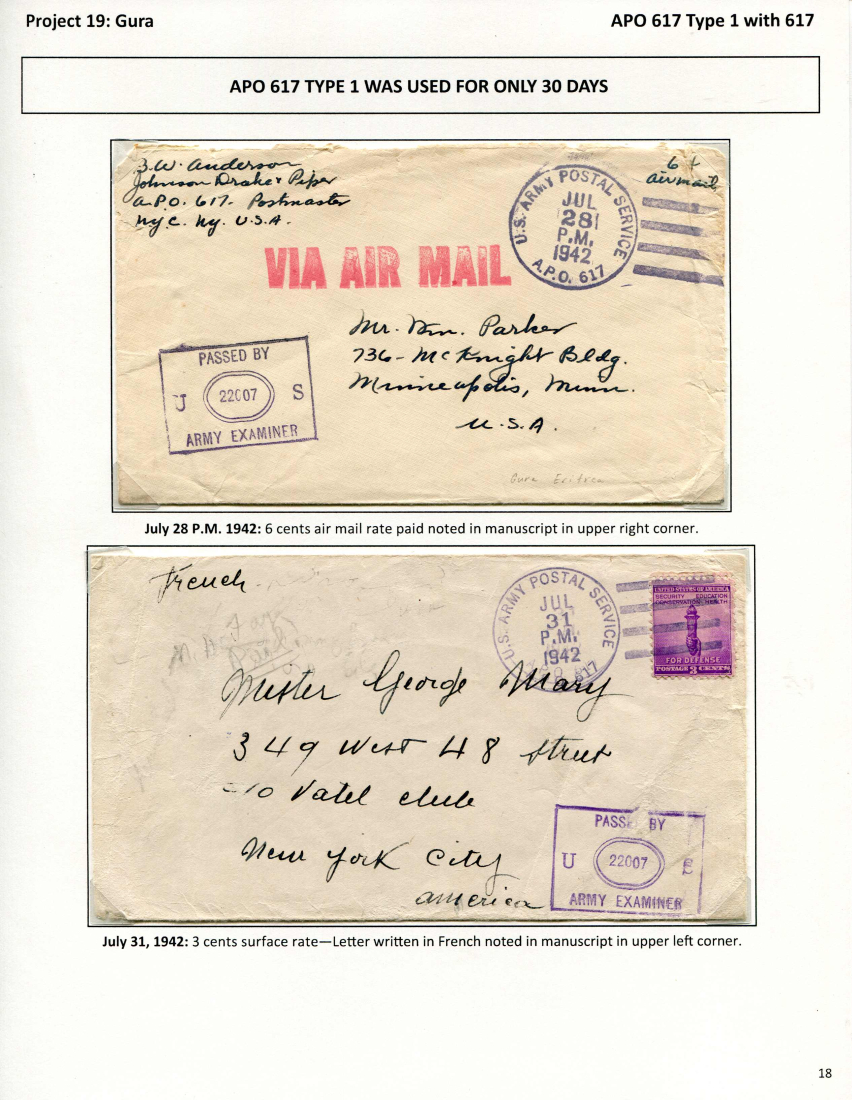 Project 19: Gura
APO 617 Type 1 with 617
APO 617 TYPE 1 WAS USED FOR ONLY 30 DAYS
3.W. Anderson
Johnson Drake & Piper
A.P.O. 617. Postmaster
N.Y.C. N.Y. U.S.A.
6¢
airmail
U.S. ARMY POSTAL SERVICE
JUL
28
P.M.
1942
A.P.O. 617
VIA AIR MAIL
Mr. Wm. Parker
736 - McKnight Bldg.
Minneapolis, Minn.
U.S.A.
PASSED BY
U 22007 S
ARMY EXAMINER
Gura Eritrea
July 28 P.M. 1942: 6 cents air mail rate paid noted in manuscript in upper right corner.
French
U.S. ARMY POSTAL SERVICE
JUL
31
P.M.
1942
617
UNITED STATES OF AMERICA
SECURITY EDUCATION
CONSERVATION HEALTH
FOR DEFENSE
POSTAGE 3 CENTS
Mister George Mary
349 West 48 Street
c/o Vatel club
New York City
america
PASSED BY
U 22007 S
ARMY EXAMINER
July 31, 1942: 3 cents surface rate—Letter written in French noted in manuscript in upper left corner.
18